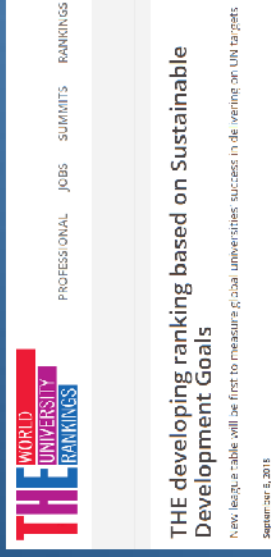 THE WORLD
UNIVERSITY
RANKINGS
PROFESSIONAL JOBS SUMMITS RANKINGS
THE developing ranking based on Sustainable
Development Goals
New league table will be first to measure global universities' success in delivering on UN targets
September 6, 2018